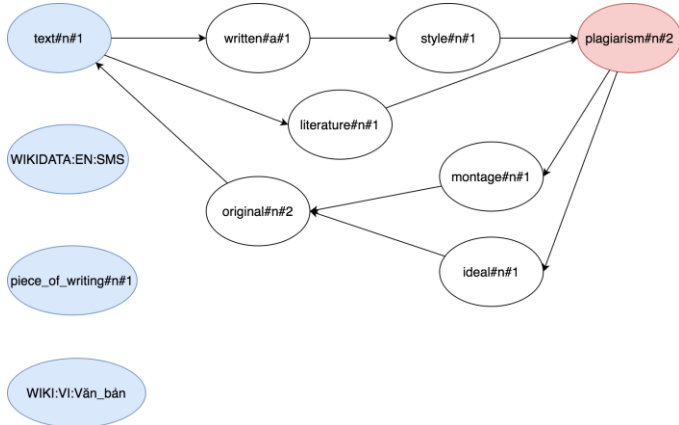 text#n#1
written#a#1
style#n#1
plagiarism#n#2
literature#n#1
WIKIDATA:EN:SMS
montage#n#1
original#n#2
ideal#n#1
piece_of_writing#n#1
WIKI:VI:Văn_bản